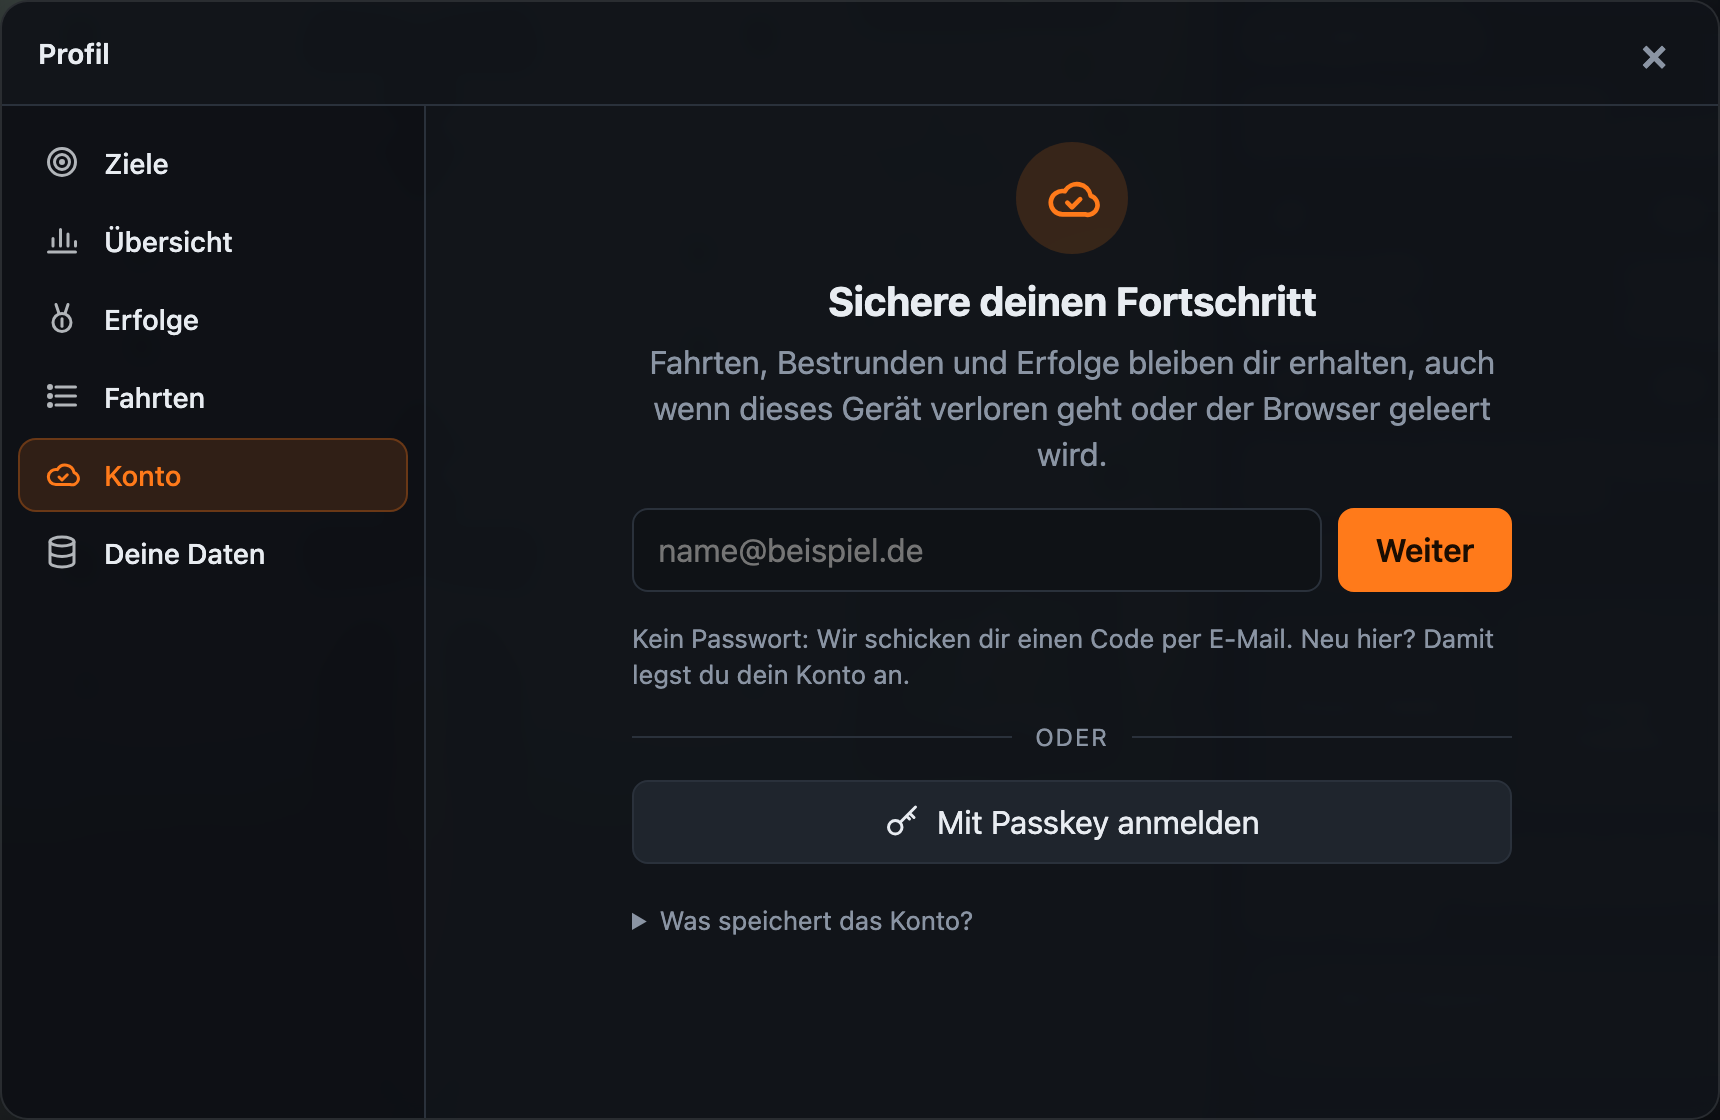 Profil
Ziele
Übersicht
Erfolge
Fahrten
Konto
Deine Daten
Sichere deinen Fortschritt
Fahrten, Bestrunden und Erfolge bleiben dir erhalten, auch
wenn dieses Gerät verloren geht oder der Browser geleert
wird.
name@beispiel.de
Weiter
Kein Passwort: Wir schicken dir einen Code per E-Mail. Neu hier? Damit
legst du dein Konto an.
ODER
Mit Passkey anmelden
Was speichert das Konto?